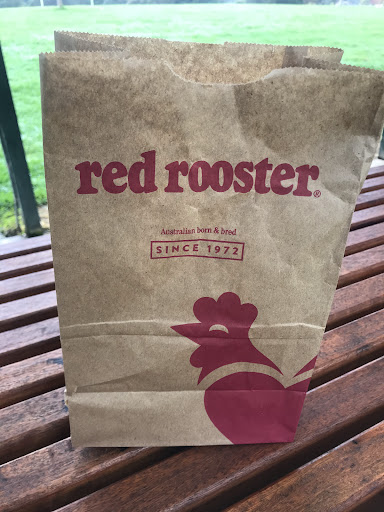 red rooster®
Australian born & bred
SINCE 1972